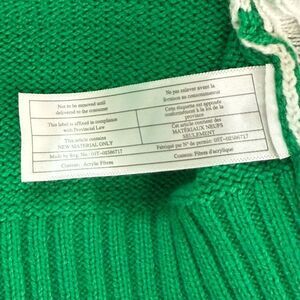 Not to be removed until
delivered to the consumer
This label is affixed in compliance
with Provincial Law
This article contains
NEW MATERIAL ONLY
Made by Reg. No.: 03T-02506717
Content: Acrylic Fibres
Ne pas enlever avant la
livraison au consommateur
Cette étiquette est apposée
conformément à la loi de la
province
Cet article contient des
MATÉRIAUX NEUFS
SEULEMENT
Fabriqué par N° de permis: 03T-02506717
Contenu: Fibres d'acrylique